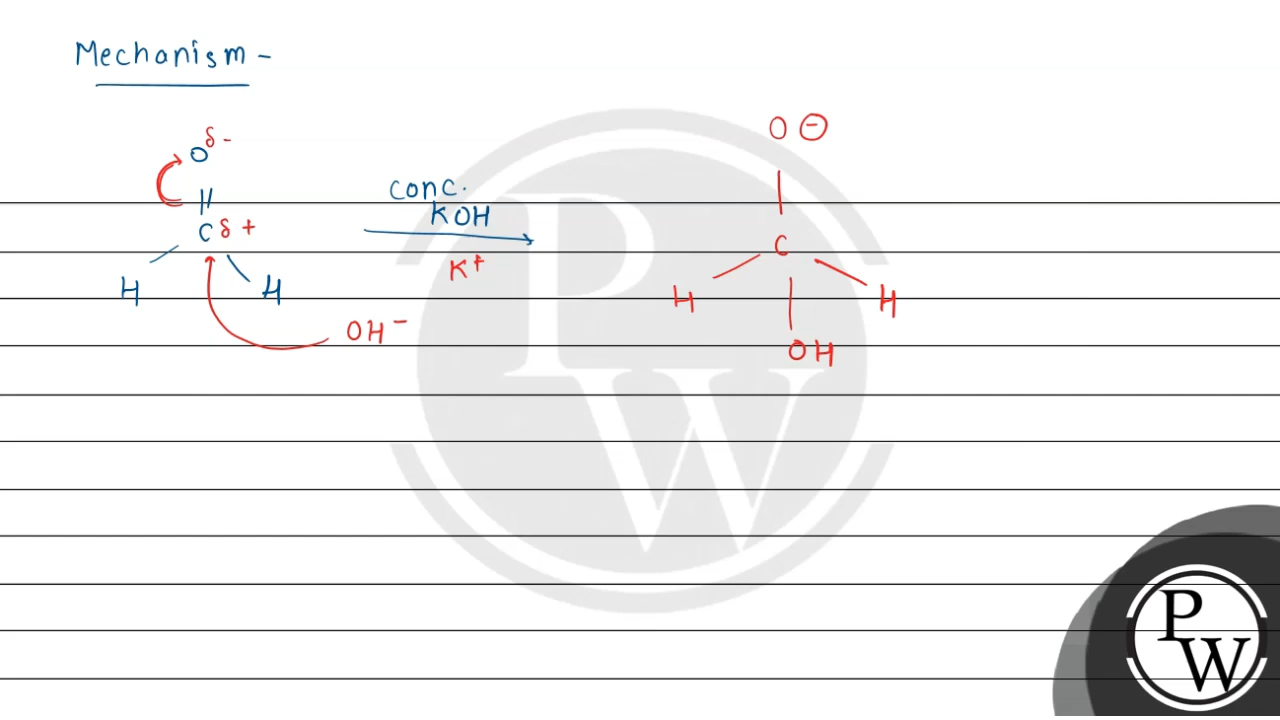 Mechanism -
O δ-
||
C δ+
H H
OH⁻
conc.
KOH
K+
O ⊖
C
H H
OH
P
W
P
W